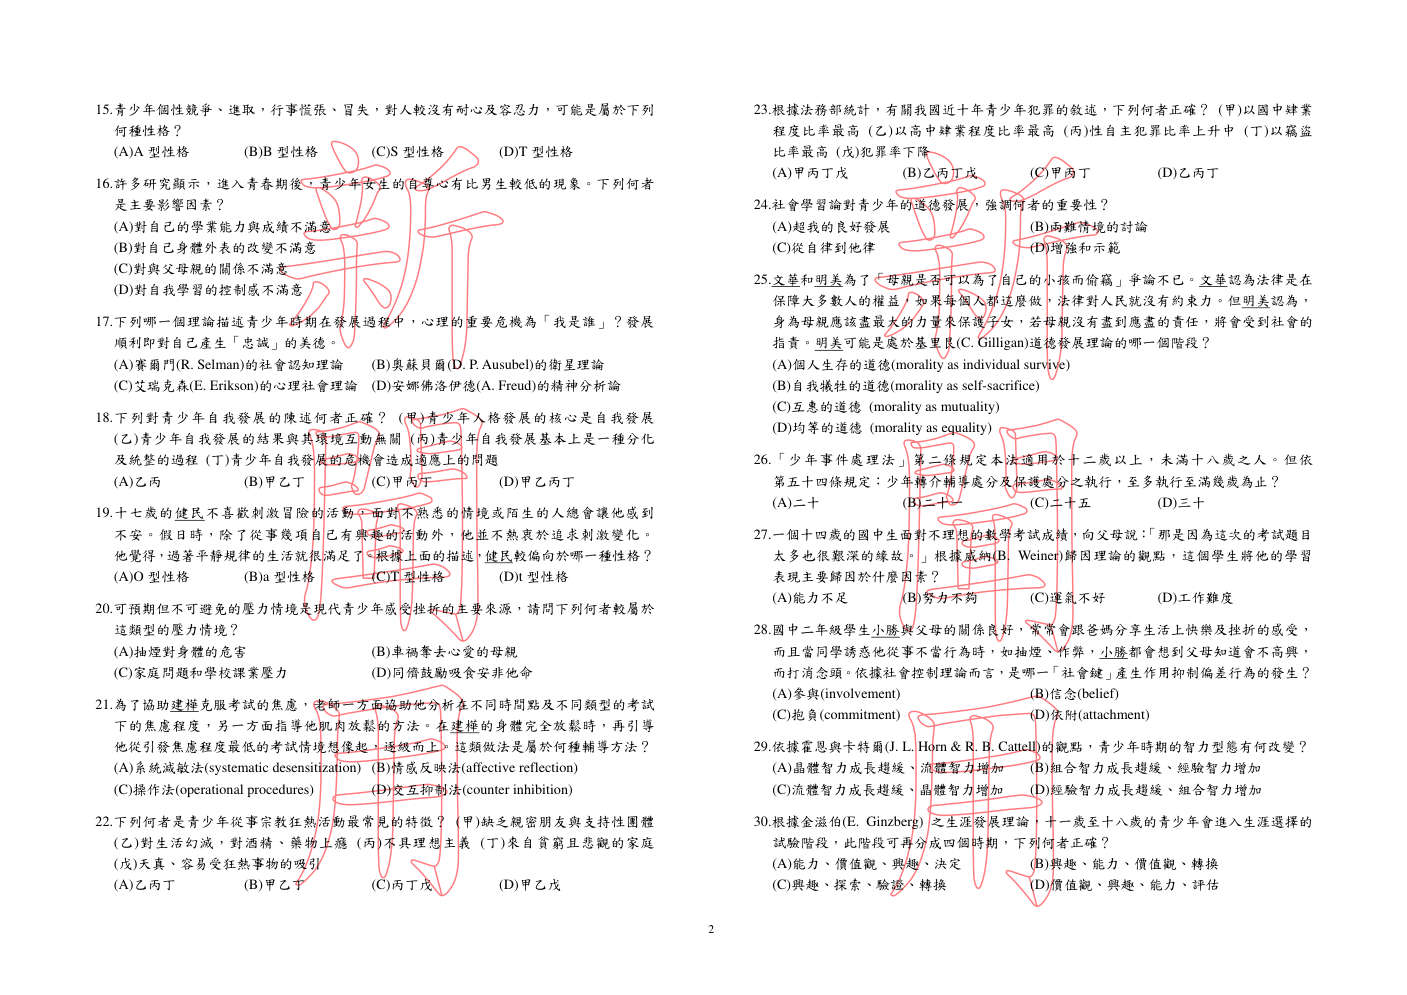 15.青少年個性競爭、進取，行事慌張、冒失，對人較沒有耐心及容忍力，可能是屬於下列
何種性格？
(A)A 型性格 (B)B 型性格 (C)S 型性格 (D)T 型性格
16.許多研究顯示，進入青春期後，青少年女生的自尊心有比男生較低的現象。下列何者
是主要影響因素？
(A)對自己的學業能力與成績不滿意
(B)對自己身體外表的改變不滿意
(C)對與父母親的關係不滿意
(D)對自我學習的控制感不滿意
17.下列哪一個理論描述青少年時期在發展過程中，心理的重要危機為「我是誰」？發展
順利即對自己產生「忠誠」的美德。
(A)賽爾門(R. Selman)的社會認知理論 (B)奧蘇貝爾(D. P. Ausubel)的衛星理論
(C)艾瑞克森(E. Erikson)的心理社會理論 (D)安娜佛洛伊德(A. Freud)的精神分析論
18.下列對青少年自我發展的陳述何者正確？ (甲)青少年人格發展的核心是自我發展
(乙)青少年自我發展的結果與其環境互動無關 (丙)青少年自我發展基本上是一種分化
及統整的過程 (丁)青少年自我發展的危機會造成適應上的問題
(A)乙丙 (B)甲乙丁 (C)甲丙丁 (D)甲乙丙丁
19.十七歲的健民不喜歡刺激冒險的活動，面對不熟悉的情境或陌生的人總會讓他感到
不安。假日時，除了從事幾項自己有興趣的活動外，他並不熱衷於追求刺激變化。
他覺得，過著平靜規律的生活就很滿足了。根據上面的描述，健民較偏向於哪一種性格？
(A)O 型性格 (B)a 型性格 (C)T 型性格 (D)t 型性格
20.可預期但不可避免的壓力情境是現代青少年感受挫折的主要來源，請問下列何者較屬於
這類型的壓力情境？
(A)抽煙對身體的危害 (B)車禍奪去心愛的母親
(C)家庭問題和學校課業壓力 (D)同儕鼓勵吸食安非他命
21.為了協助建樺克服考試的焦慮，老師一方面協助他分析在不同時間點及不同類型的考試
下的焦慮程度，另一方面指導他肌肉放鬆的方法。在建樺的身體完全放鬆時，再引導
他從引發焦慮程度最低的考試情境想像起，逐級而上。這類做法是屬於何種輔導方法？
(A)系統減敏法(systematic desensitization) (B)情感反映法(affective reflection)
(C)操作法(operational procedures) (D)交互抑制法(counter inhibition)
22.下列何者是青少年從事宗教狂熱活動最常見的特徵？ (甲)缺乏親密朋友與支持性團體
(乙)對生活幻滅，對酒精、藥物上癮 (丙)不具理想主義 (丁)來自貧窮且悲觀的家庭
(戊)天真、容易受狂熱事物的吸引
(A)乙丙丁 (B)甲乙丁 (C)丙丁戊 (D)甲乙戊
23.根據法務部統計，有關我國近十年青少年犯罪的敘述，下列何者正確？ (甲)以國中肄業
程度比率最高 (乙)以高中肄業程度比率最高 (丙)性自主犯罪比率上升中 (丁)以竊盜
比率最高 (戊)犯罪率下降
(A)甲丙丁戊 (B)乙丙丁戊 (C)甲丙丁 (D)乙丙丁
24.社會學習論對青少年的道德發展，強調何者的重要性？
(A)超我的良好發展 (B)兩難情境的討論
(C)從自律到他律 (D)增強和示範
25.文華和明美為了「母親是否可以為了自己的小孩而偷竊」爭論不已。文華認為法律是在
保障大多數人的權益，如果每個人都這麼做，法律對人民就沒有約束力。但明美認為，
身為母親應該盡最大的力量來保護子女，若母親沒有盡到應盡的責任，將會受到社會的
指責。明美可能是處於基里艮(C. Gilligan)道德發展理論的哪一個階段？
(A)個人生存的道德(morality as individual survive)
(B)自我犧牲的道德(morality as self-sacrifice)
(C)互惠的道德 (morality as mutuality)
(D)均等的道德 (morality as equality)
26.「少年事件處理法」第二條規定本法適用於十二歲以上，未滿十八歲之人。但依
第五十四條規定：少年轉介輔導處分及保護處分之執行，至多執行至滿幾歲為止？
(A)二十 (B)二十一 (C)二十五 (D)三十
27.一個十四歲的國中生面對不理想的數學考試成績，向父母說：「那是因為這次的考試題目
太多也很艱深的緣故。」根據威納(B. Weiner)歸因理論的觀點，這個學生將他的學習
表現主要歸因於什麼因素？
(A)能力不足 (B)努力不夠 (C)運氣不好 (D)工作難度
28.國中二年級學生小勝與父母的關係良好，常常會跟爸媽分享生活上快樂及挫折的感受，
而且當同學誘惑他從事不當行為時，如抽煙、作弊，小勝都會想到父母知道會不高興，
而打消念頭。依據社會控制理論而言，是哪一「社會鍵」產生作用抑制偏差行為的發生？
(A)參與(involvement) (B)信念(belief)
(C)抱負(commitment) (D)依附(attachment)
29.依據霍恩與卡特爾(J. L. Horn & R. B. Cattell)的觀點，青少年時期的智力型態有何改變？
(A)晶體智力成長趨緩、流體智力增加 (B)組合智力成長趨緩、經驗智力增加
(C)流體智力成長趨緩、晶體智力增加 (D)經驗智力成長趨緩、組合智力增加
30.根據金滋伯(E. Ginzberg) 之生涯發展理論，十一歲至十八歲的青少年會進入生涯選擇的
試驗階段，此階段可再分成四個時期，下列何者正確？
(A)能力、價值觀、興趣、決定 (B)興趣、能力、價值觀、轉換
(C)興趣、探索、驗證、轉換 (D)價值觀、興趣、能力、評估
2
新聞用
新聞用